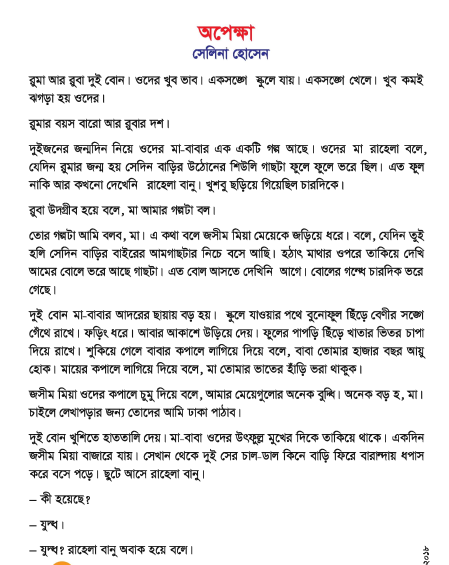 অপেক্ষা
সেলিনা হোসেন
রুমা আর রুবা দুই বোন। ওদের খুব ভাব। একসঙ্গে স্কুলে যায়। একসঙ্গে খেলে। খুব কমই
ঝগড়া হয় ওদের।
রুমার বয়স বারো আর রুবার দশ।
দুইজনের জন্মদিন নিয়ে ওদের মা-বাবার এক একটি গল্প আছে। ওদের মা রাহেলা বলে,
যেদিন রুমার জন্ম হয় সেদিন বাড়ির উঠোনের শিউলি গাছটা ফুলে ফুলে ভরে ছিল। এত ফুল
নাকি আর কখনো দেখেনি রাহেলা বানু। খুশবু ছড়িয়ে গিয়েছিল চারদিকে।
রুবা উদগ্রীব হয়ে বলে, মা আমার গল্পটা বল।
তোর গল্পটা আমি বলব, মা। এ কথা বলে জসীম মিয়া মেয়েকে জড়িয়ে ধরে। বলে, যেদিন তুই
হলি সেদিন বাড়ির বাইরের আমগাছটার নিচে বসে আছি। হঠাৎ মাথার ওপরে তাকিয়ে দেখি
আমের বোলে ভরে আছে গাছটা। এত বোল আসতে দেখিনি আগে। বোলের গন্ধে চারদিক ভরে
গেছে।
দুই বোন মা-বাবার আদরের ছায়ায় বড় হয়। স্কুলে যাওয়ার পথে বুনোফুল ছিঁড়ে বেণীর সঙ্গে
গেঁথে রাখে। ফড়িং ধরে। আবার আকাশে উড়িয়ে দেয়। ফুলের পাপড়ি ছিঁড়ে খাতার ভিতর চাপা
দিয়ে রাখে। শুকিয়ে গেলে বাবার কপালে লাগিয়ে দিয়ে বলে, বাবা তোমার হাজার বছর আয়ু
হোক। মায়ের কপালে লাগিয়ে দিয়ে বলে, মা তোমার ভাতের হাঁড়ি ভরা থাকুক।
জসীম মিয়া ওদের কপালে চুমু দিয়ে বলে, আমার মেয়েগুলোর অনেক বুদ্ধি। অনেক বড় হ, মা।
চাইলে লেখাপড়ার জন্য তোদের আমি ঢাকা পাঠাব।
দুই বোন খুশিতে হাততালি দেয়। মা-বাবা ওদের উৎফুল্ল মুখের দিকে তাকিয়ে থাকে। একদিন
জসীম মিয়া বাজারে যায়। সেখান থেকে দুই সের চাল-ডাল কিনে বাড়ি ফিরে বারান্দায় ধপাস
করে বসে পড়ে। ছুটে আসে রাহেলা বানু।
– কী হয়েছে?
– যুদ্ধ।
– যুদ্ধ? রাহেলা বানু অবাক হয়ে বলে।
২০১৮